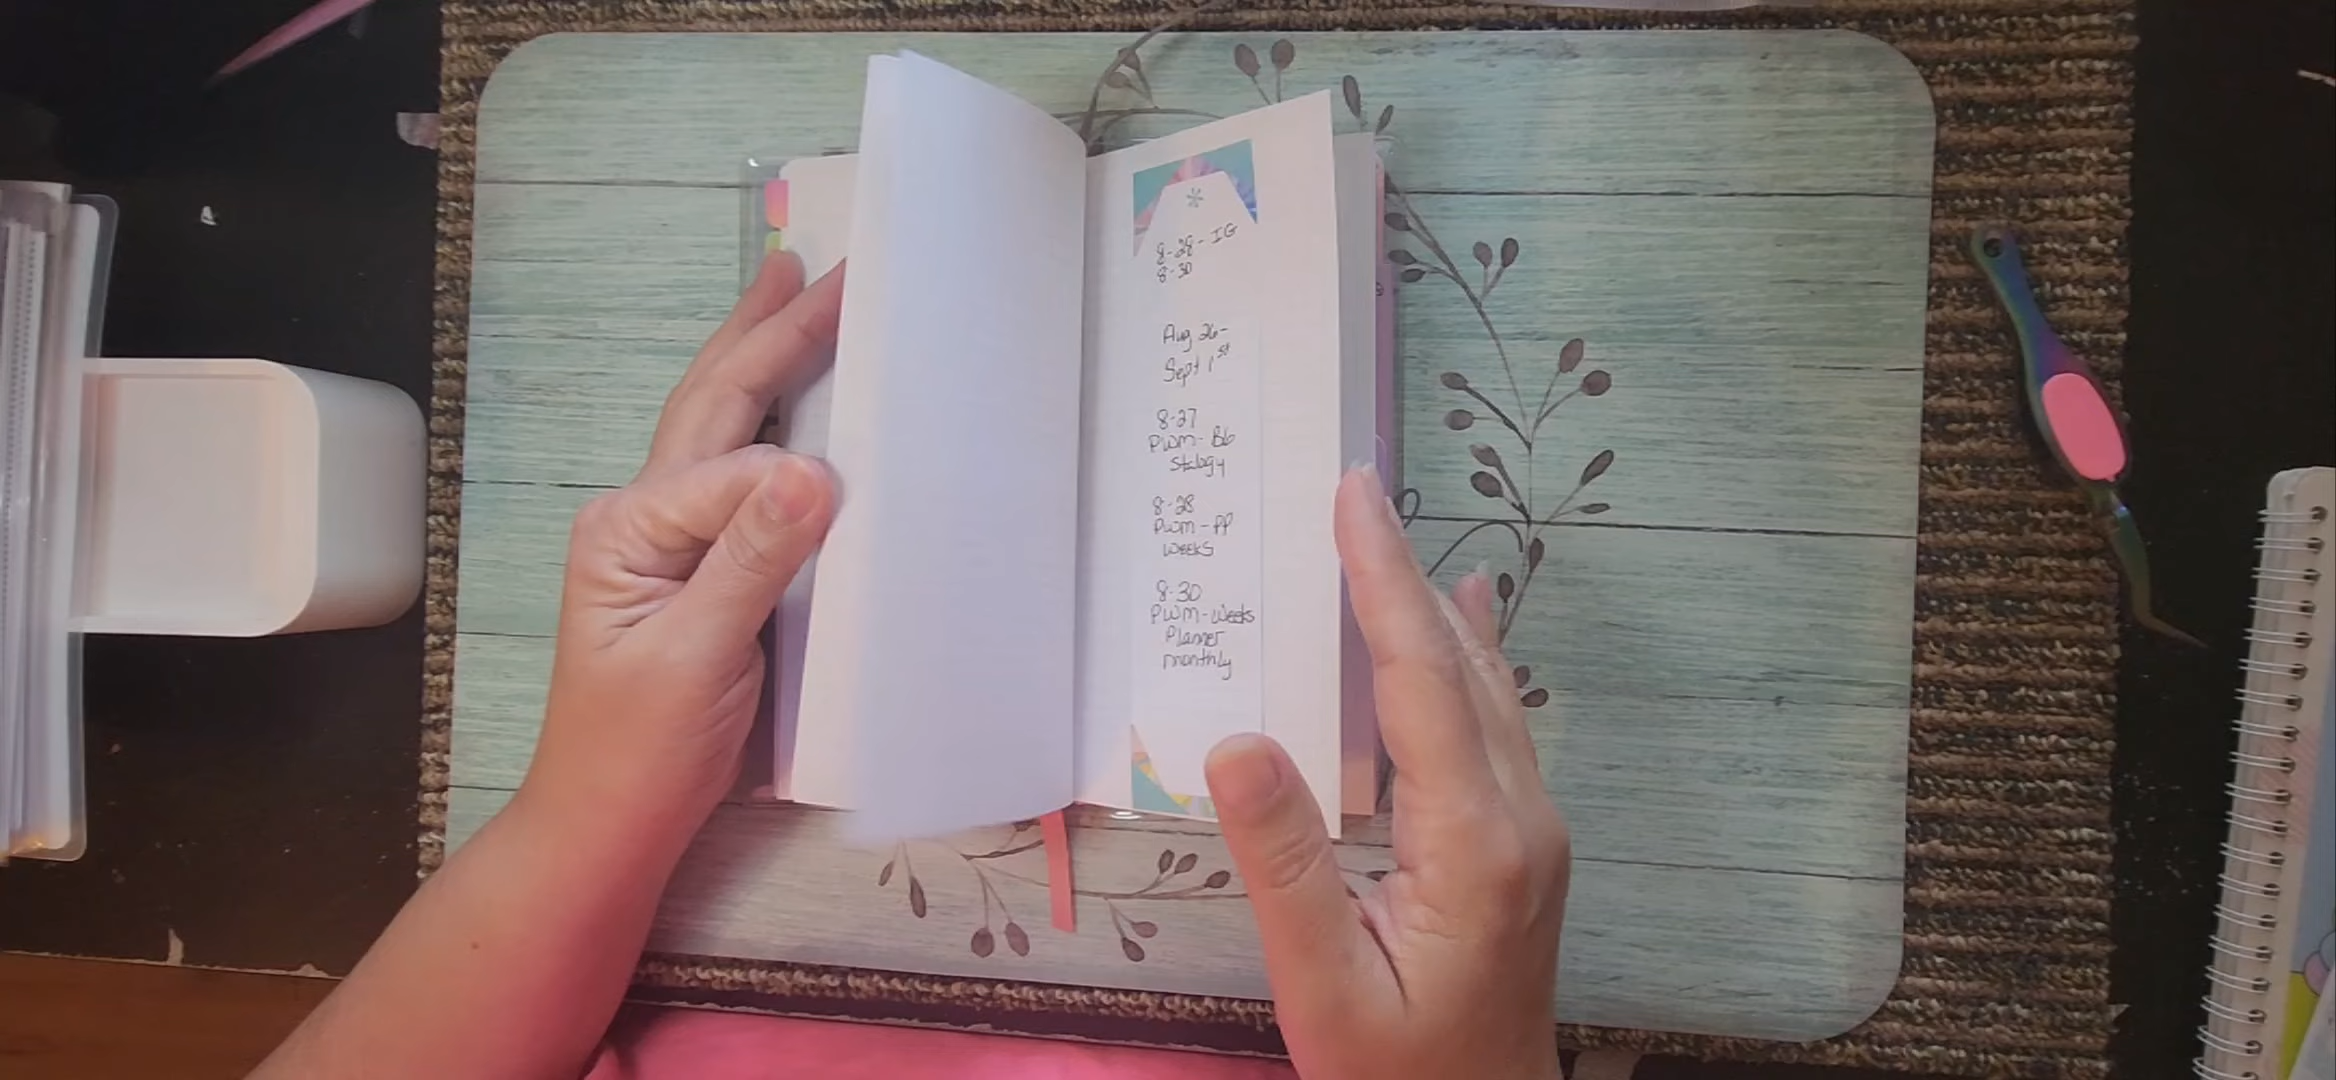 *
8-28- IG
8-30
Aug 26-
Sept 1st
8-27
PWM- B6
Stalogy
8-28
PWM-PP
weeks
8-30
PWM-weeks
Planner
monthly